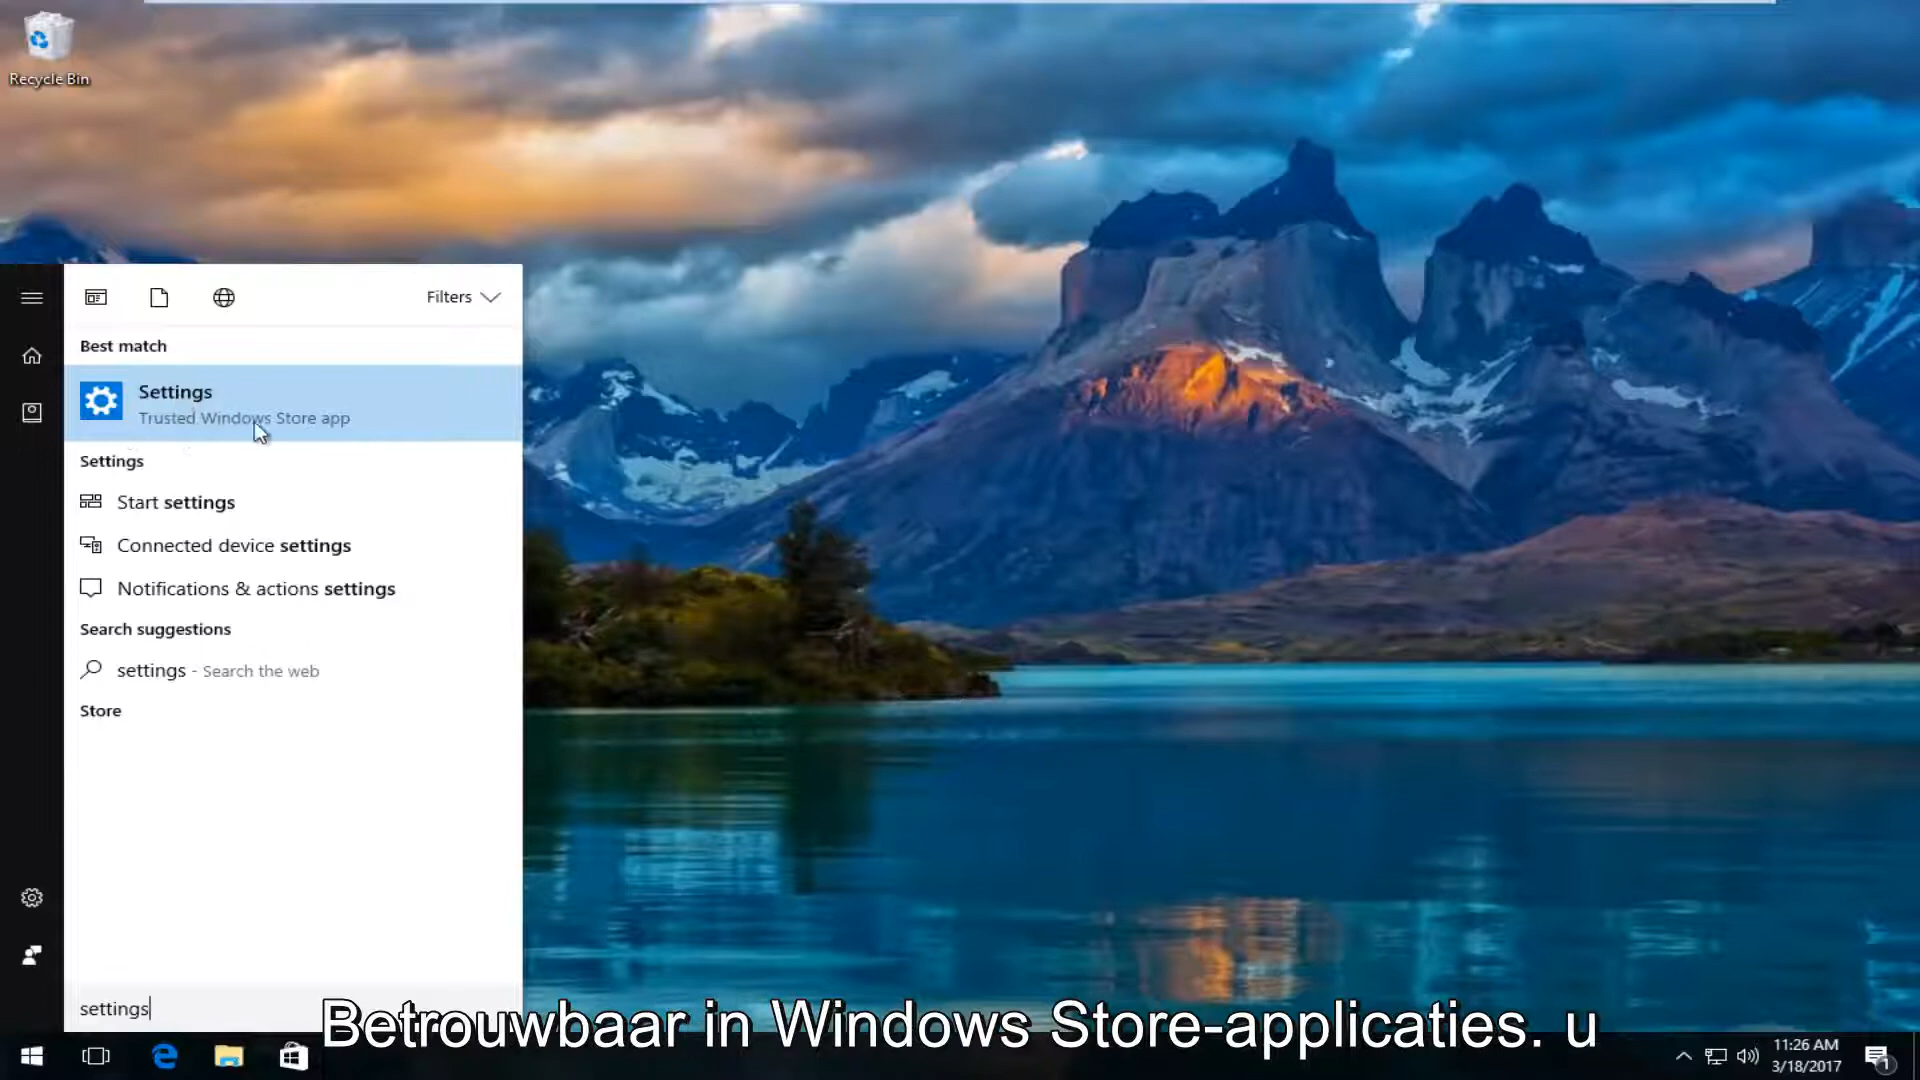 Recycle Bin
Filters
Best match
Settings
Trusted Windows Store app
Settings
Start settings
Connected device settings
Notifications & actions settings
Search suggestions
settings - Search the web
Store
settings
Betrouwbaar in Windows Store-applicaties. u
11:26 AM
3/18/2017
1